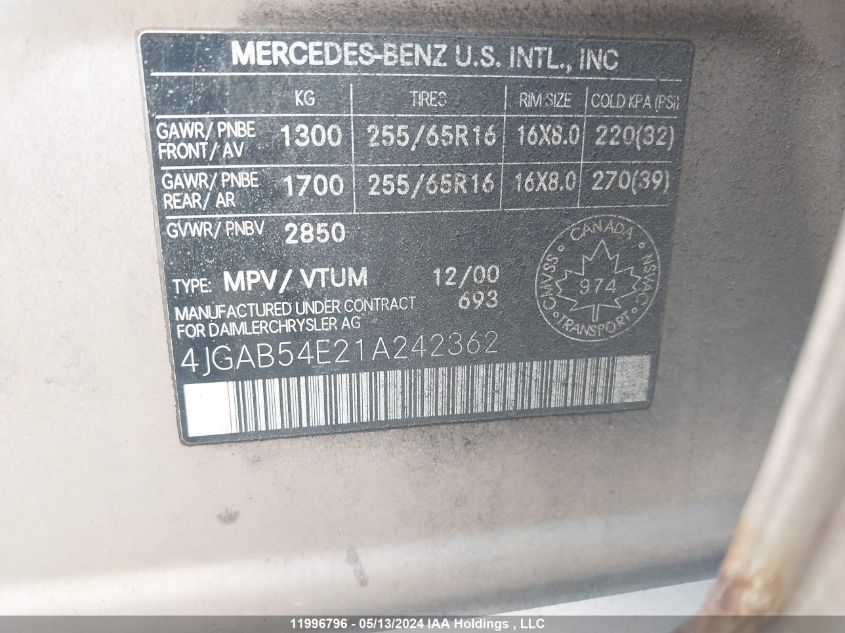 MERCEDES-BENZ U.S. INTL., INC
KG TIRES RIM SIZE COLD KPA (PSI)
GAWR/ PNBE FRONT/ AV 1300 255/65R16 16X8.0 220(32)
GAWR/ PNBE REAR/ AR 1700 255/65R16 16X8.0 270(39)
GVWR/ PNBV 2850
TYPE: MPV/ VTUM 12/00
MANUFACTURED UNDER CONTRACT 693
FOR DAIMLERCHRYSLER AG
CANADA
CMVSS 974 NSVAC
TRANSPORT
4JGAB54E21A242362
11996796 - 05/13/2024 IAA Holdings , LLC